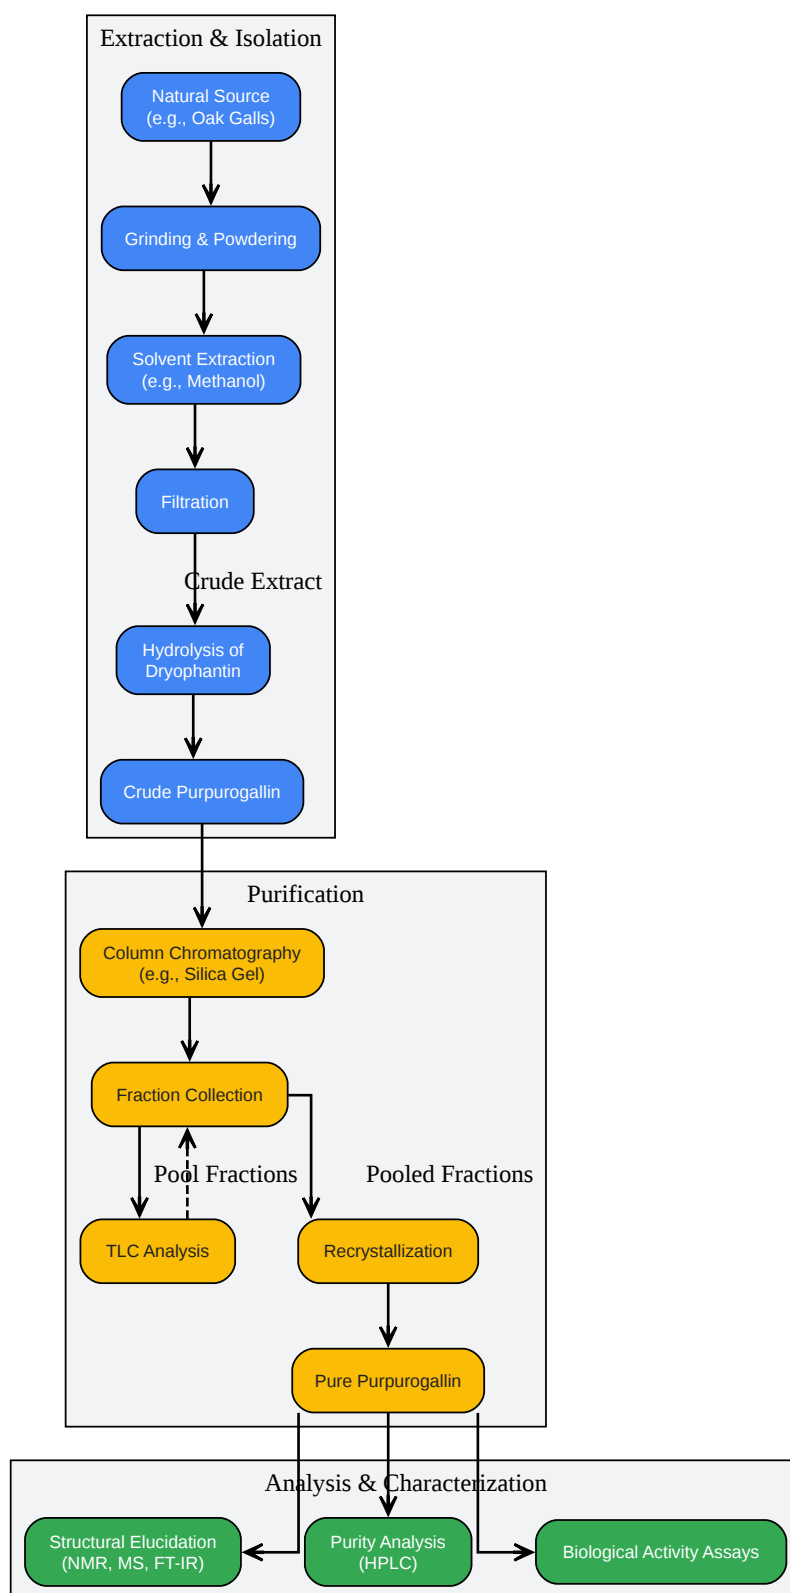 Extraction & Isolation
Natural Source
(e.g., Oak Galls)
Grinding & Powdering
Solvent Extraction
(e.g., Methanol)
Filtration
Crude Extract
Hydrolysis of
Dryophantin
Crude Purpurogallin
Purification
Column Chromatography
(e.g., Silica Gel)
Fraction Collection
Pool Fractions
Pooled Fractions
TLC Analysis
Recrystallization
Pure Purpurogallin
Analysis & Characterization
Structural Elucidation
(NMR, MS, FT-IR)
Purity Analysis
(HPLC)
Biological Activity Assays